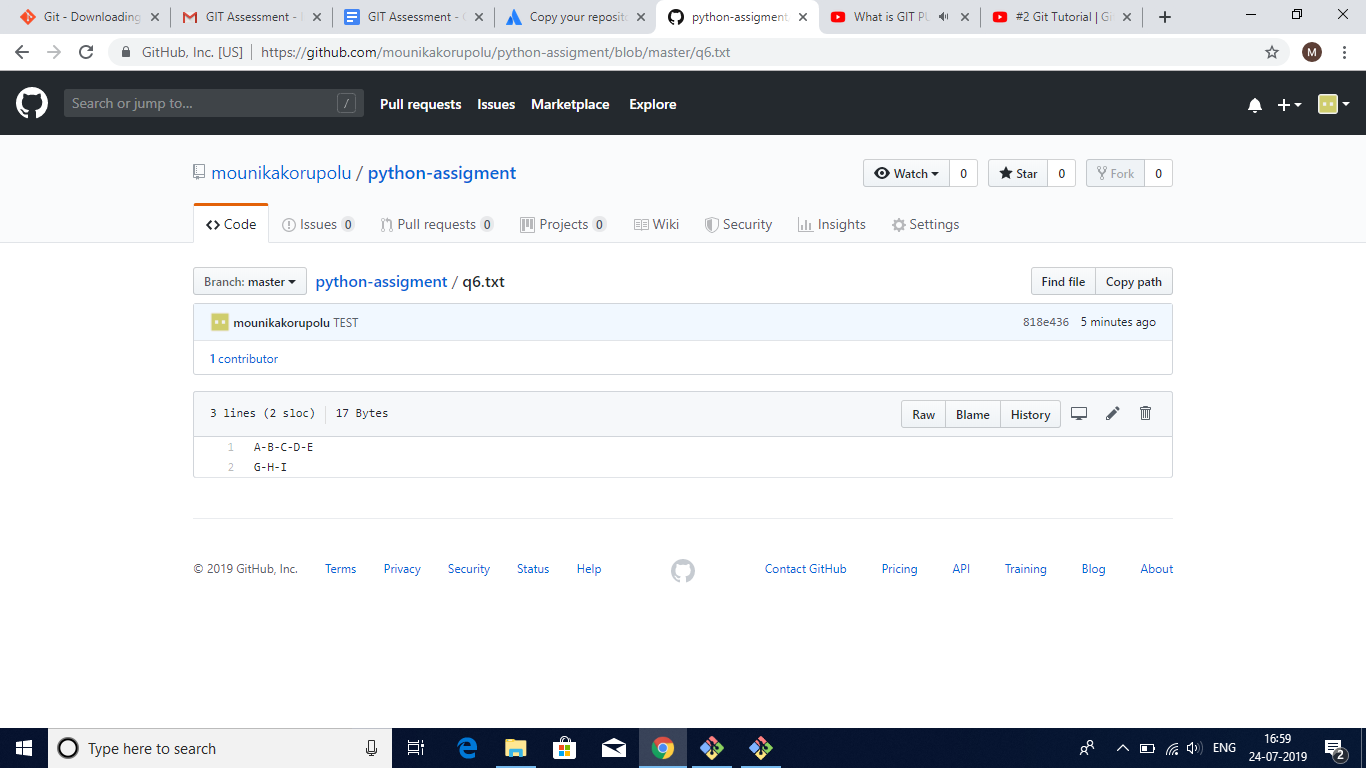 Git - Downloading
GIT Assessment -
GIT Assessment -
Copy your reposit
python-assigment
What is GIT PU
#2 Git Tutorial | Gi
GitHub, Inc. [US] https://github.com/mounikakorupolu/python-assigment/blob/master/q6.txt M
Search or jump to... / Pull requests Issues Marketplace Explore
mounikakorupolu / python-assigment Watch 0 Star 0 Fork 0
Code Issues 0 Pull requests 0 Projects 0 Wiki Security Insights Settings
Branch: master python-assigment / q6.txt Find file Copy path
mounikakorupolu TEST 818e436 5 minutes ago
1 contributor
3 lines (2 sloc) 17 Bytes Raw Blame History
1 A-B-C-D-E
2 G-H-I
© 2019 GitHub, Inc. Terms Privacy Security Status Help Contact GitHub Pricing API Training Blog About
Type here to search ENG 16:59
24-07-2019 2